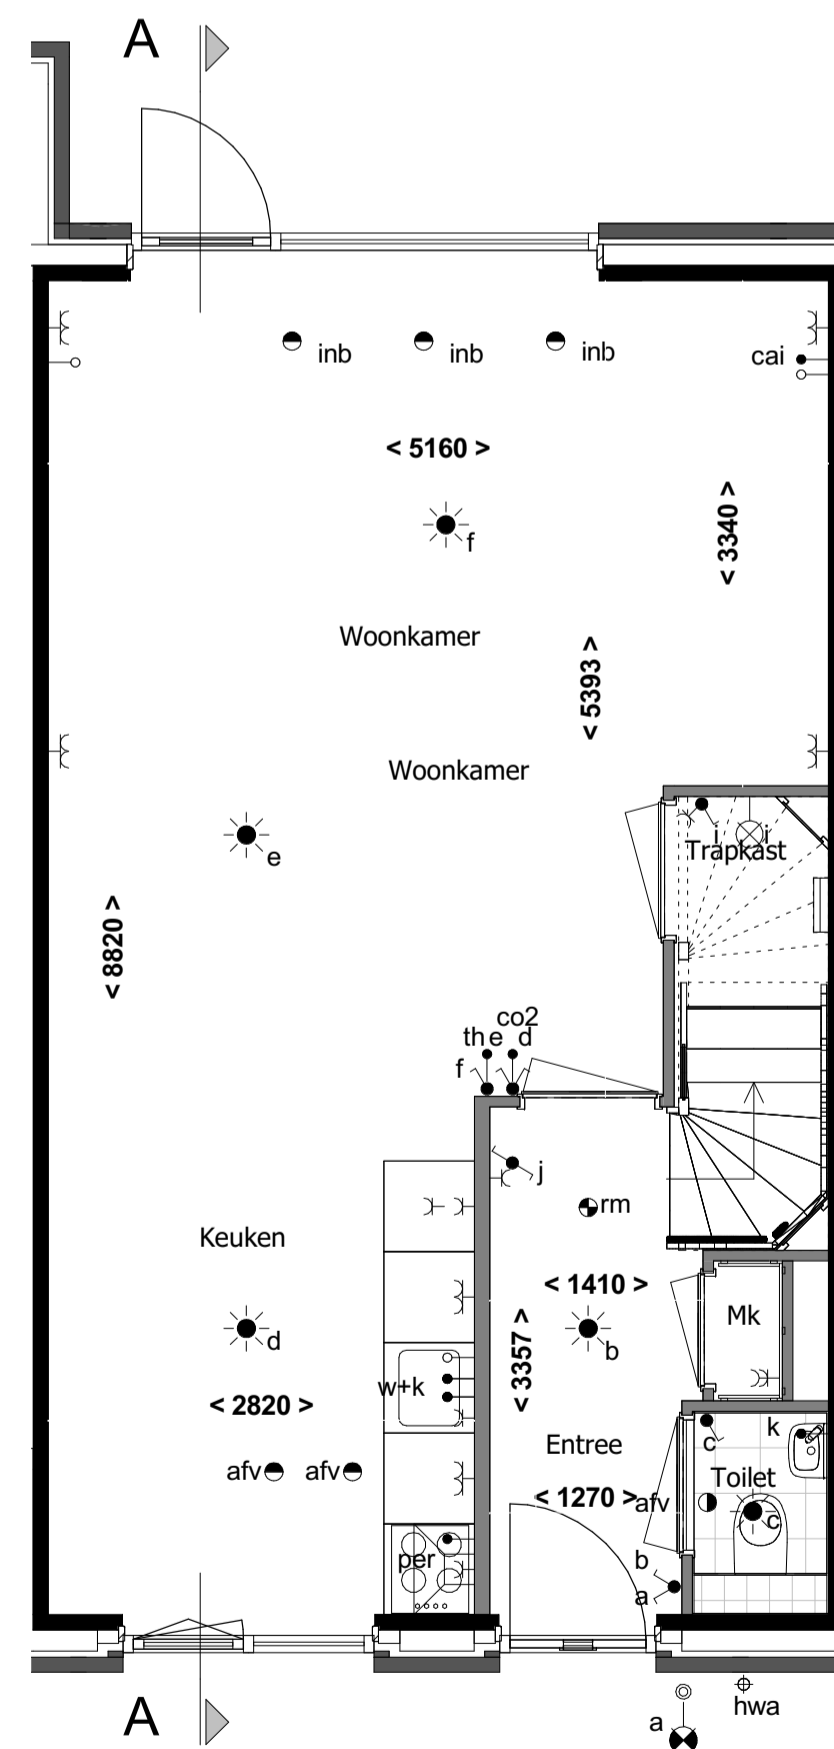 A
inb inb inb
cai
< 5160 >
< 3340 >
f
Woonkamer
< 5393 >
Woonkamer
i i
Trapkast
e
< 8820 >
co2
th e d
f
j
rm
Keuken
< 1410 >
Mk
d
b
< 3357 >
w+k
< 2820 >
k
c
Entree
afv afv
Toilet
< 1270 >
afv
c
per
b
a
hwa
A
a